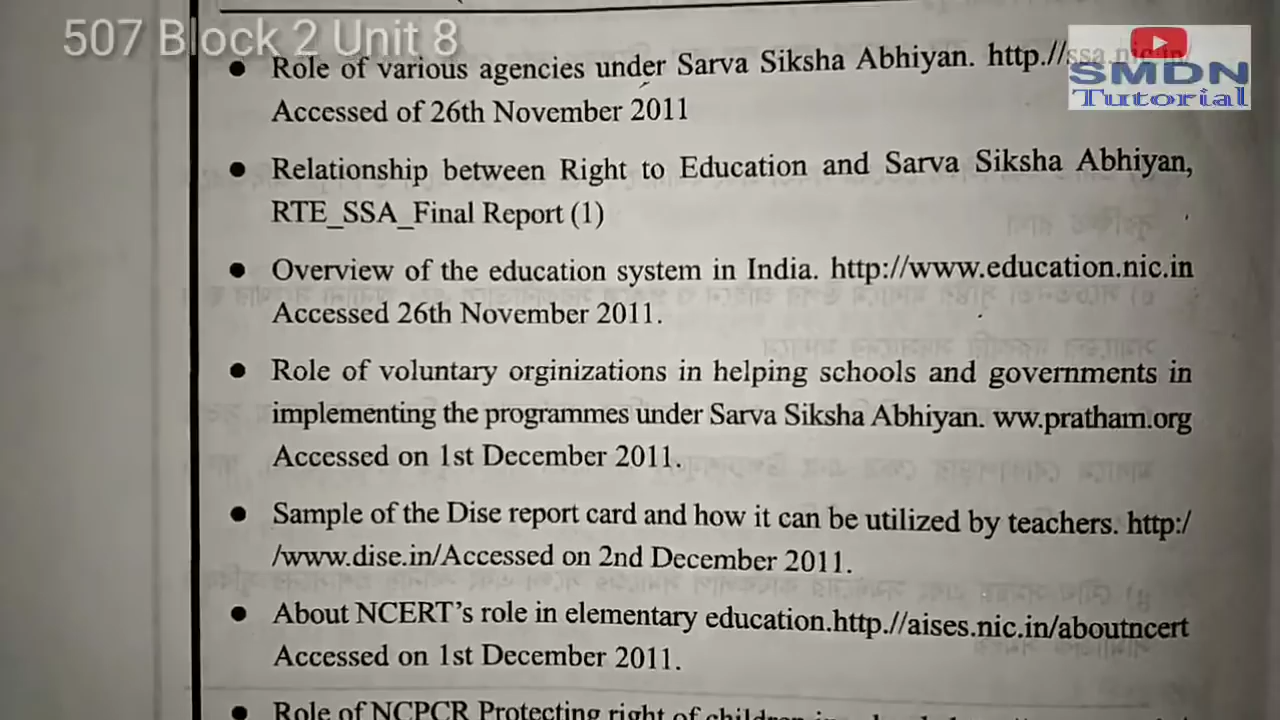 507 Block 2 Unit 8
SMDN
Tutorial
• Role of various agencies under Sarva Siksha Abhiyan. http.//ssa.nic.in/
Accessed of 26th November 2011
• Relationship between Right to Education and Sarva Siksha Abhiyan,
RTE_SSA_Final Report (1)
• Overview of the education system in India. http://www.education.nic.in
Accessed 26th November 2011.
• Role of voluntary orginizations in helping schools and governments in
implementing the programmes under Sarva Siksha Abhiyan. ww.pratham.org
Accessed on 1st December 2011.
• Sample of the Dise report card and how it can be utilized by teachers. http:/
/www.dise.in/Accessed on 2nd December 2011.
• About NCERT's role in elementary education.http.//aises.nic.in/aboutncert
Accessed on 1st December 2011.
• Role of NCPCR Protecting right of children in